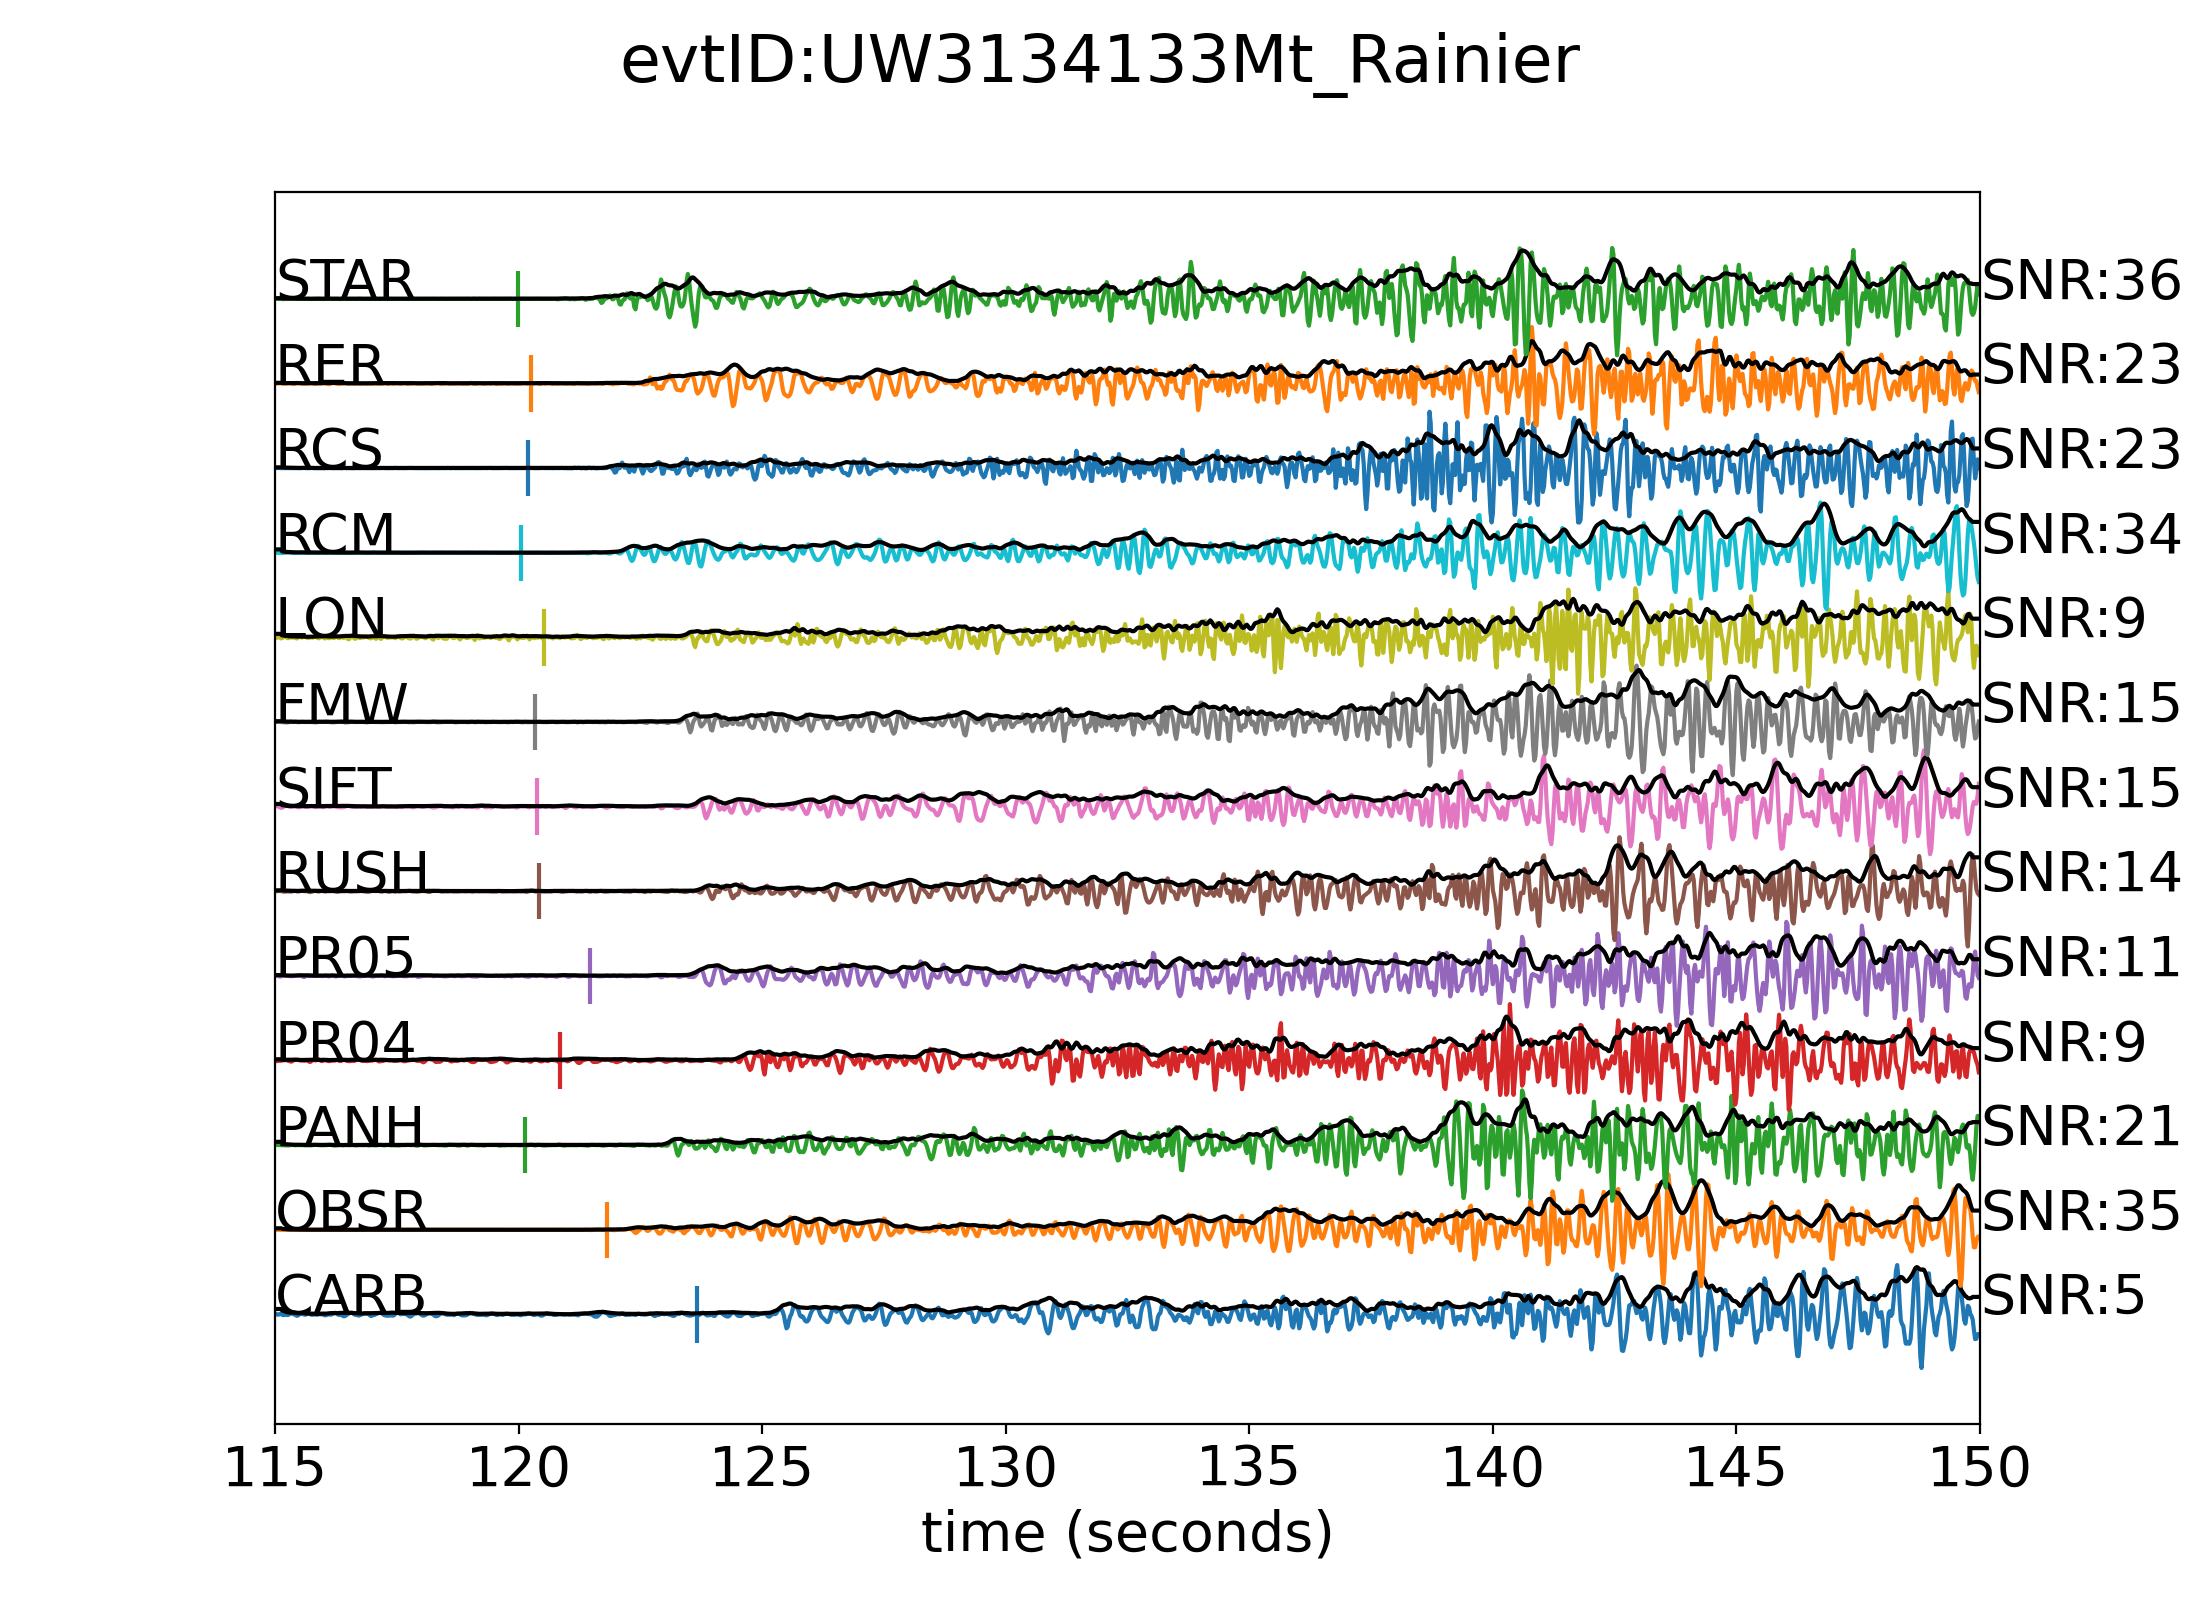 evtID:UW3134133Mt_Rainier
STAR SNR:36
RER SNR:23
RCS SNR:23
RCM SNR:34
LON SNR:9
FMW SNR:15
SIFT SNR:15
RUSH SNR:14
PR05 SNR:11
PR04 SNR:9
PANH SNR:21
OBSR SNR:35
CARB SNR:5
115 120 125 130 135 140 145 150
time (seconds)